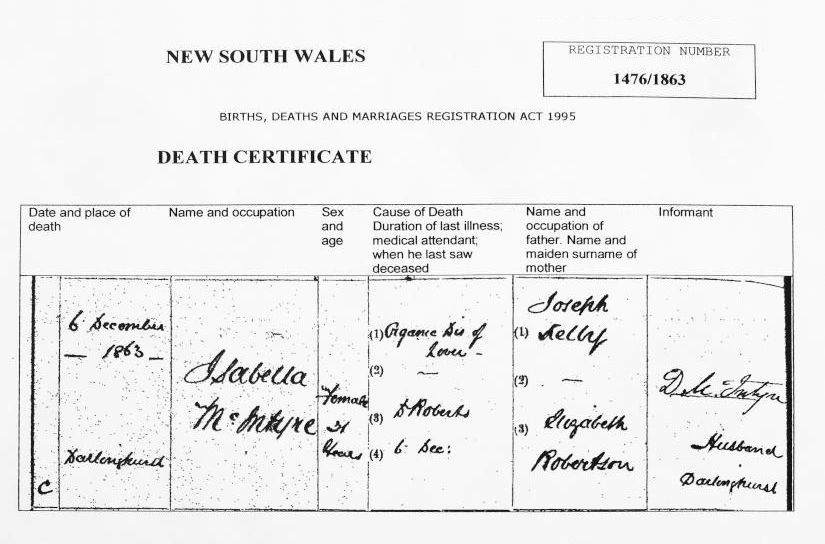 NEW SOUTH WALES
REGISTRATION NUMBER
1476/1863
BIRTHS, DEATHS AND MARRIAGES REGISTRATION ACT 1995
DEATH CERTIFICATE
Date and place of
death
Name and occupation
Sex
and
age
Cause of Death
Duration of last illness;
medical attendant;
when he last saw
deceased
Name and
occupation of
father. Name and
maiden surname of
mother
Informant
6 December
— 1863 —
Darlinghurst
C
Isabella
McIntyre
Female
Years
(1) Organic Dis of
Liver -
(2) —
(3) D Roberts
(4) 6 Dec:
Joseph
(1) Kelly
(2) —
(3) Elizabeth
Robertson
D. McIntyre
Husband
Darlinghurst